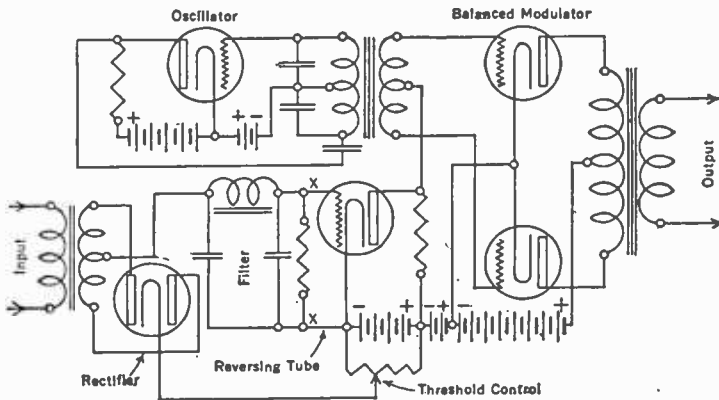 Oscillator
Balanced Modulator
+
+ -
Input
Filter
X
X
Output
- + - + - +
Rectifier
Reversing Tube
Threshold Control